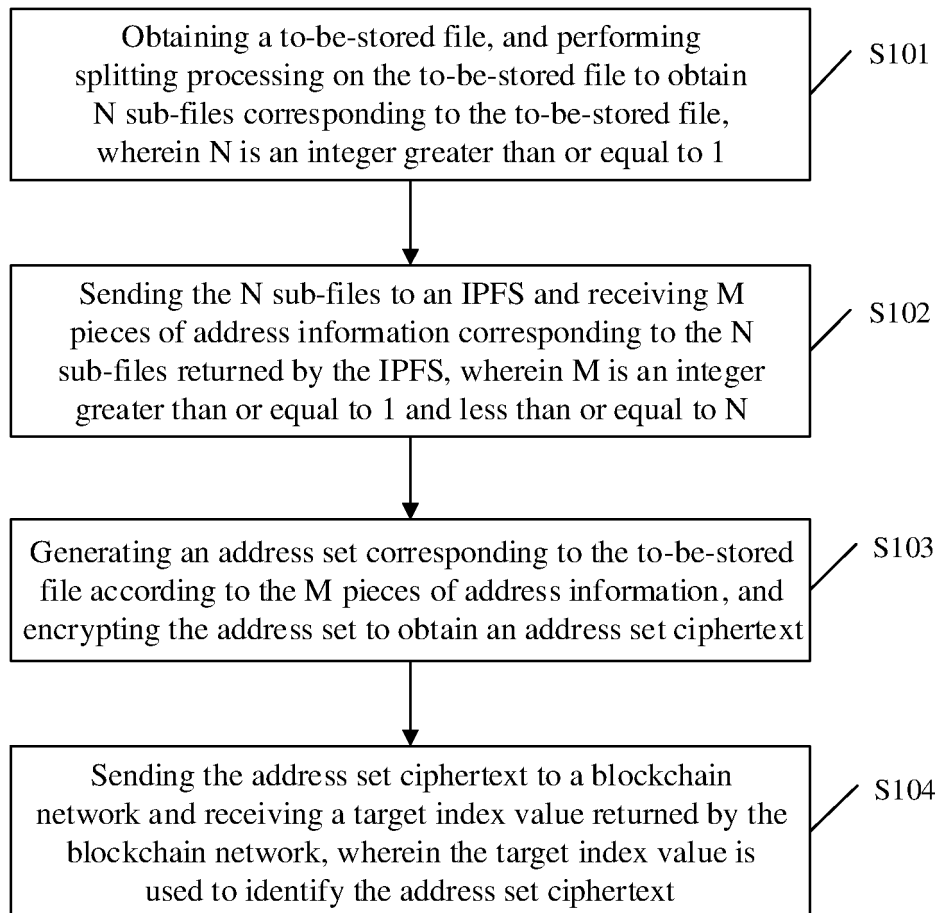 Obtaining a to-be-stored file, and performing
splitting processing on the to-be-stored file to obtain
N sub-files corresponding to the to-be-stored file,
wherein N is an integer greater than or equal to 1
S101
Sending the N sub-files to an IPFS and receiving M
pieces of address information corresponding to the N
sub-files returned by the IPFS, wherein M is an integer
greater than or equal to 1 and less than or equal to N
S102
Generating an address set corresponding to the to-be-stored
file according to the M pieces of address information, and
encrypting the address set to obtain an address set ciphertext
S103
Sending the address set ciphertext to a blockchain
network and receiving a target index value returned by the
blockchain network, wherein the target index value is
used to identify the address set ciphertext
S104